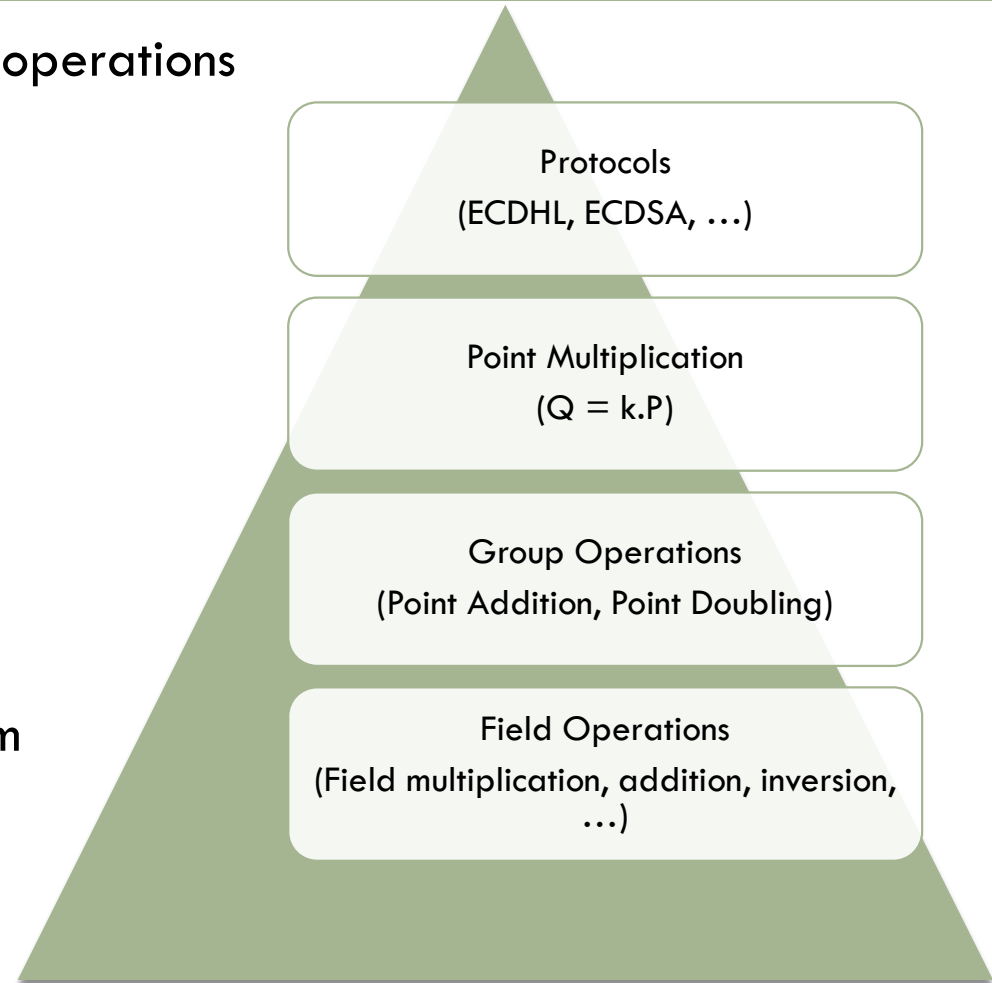 operations
Protocols
(ECDHL, ECDSA, …)
Point Multiplication
(Q = k.P)
Group Operations
(Point Addition, Point Doubling)
m
Field Operations
(Field multiplication, addition, inversion,
…)